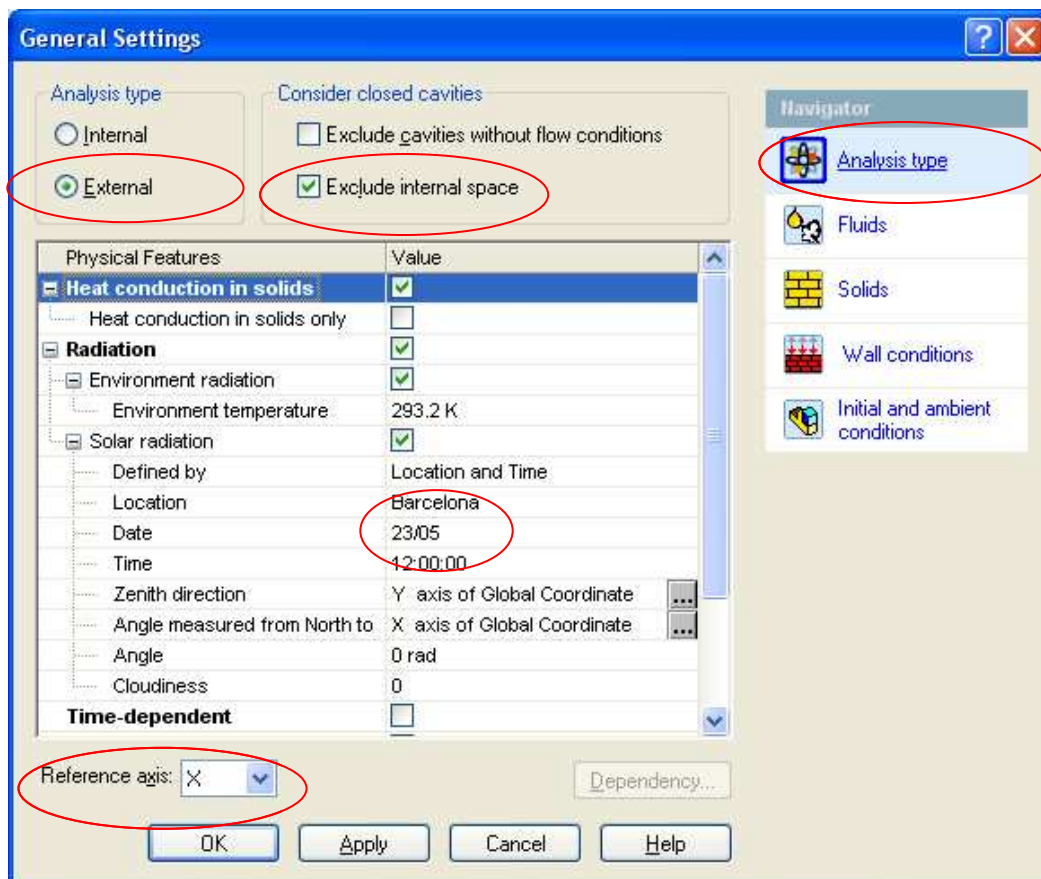 General Settings
Analysis type
Internal
External
Consider closed cavities
Exclude cavities without flow conditions
Exclude internal space
Physical Features Value
Heat conduction in solids
Heat conduction in solids only
Radiation
Environment radiation
Environment temperature 293.2 K
Solar radiation
Defined by Location and Time
Location Barcelona
Date 23/05
Time 12:00:00
Zenith direction Y axis of Global Coordinate ...
Angle measured from North to X axis of Global Coordinate ...
Angle 0 rad
Cloudiness 0
Time-dependent
Reference axis: X
Dependency...
OK Apply Cancel Help
Navigator
Analysis type
Fluids
Solids
Wall conditions
Initial and ambient
conditions